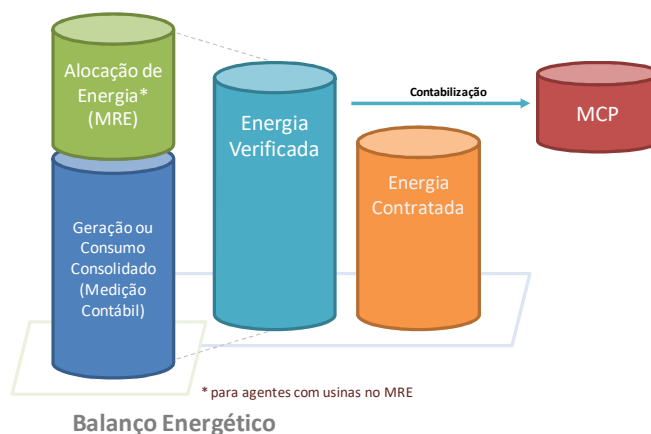 Alocação de
Energia*
(MRE)
Geração ou
Consumo
Consolidado
(Medição
Contábil)
Energia
Verificada
Contabilização
Energia
Contratada
MCP
* para agentes com usinas no MRE
Balanço Energético